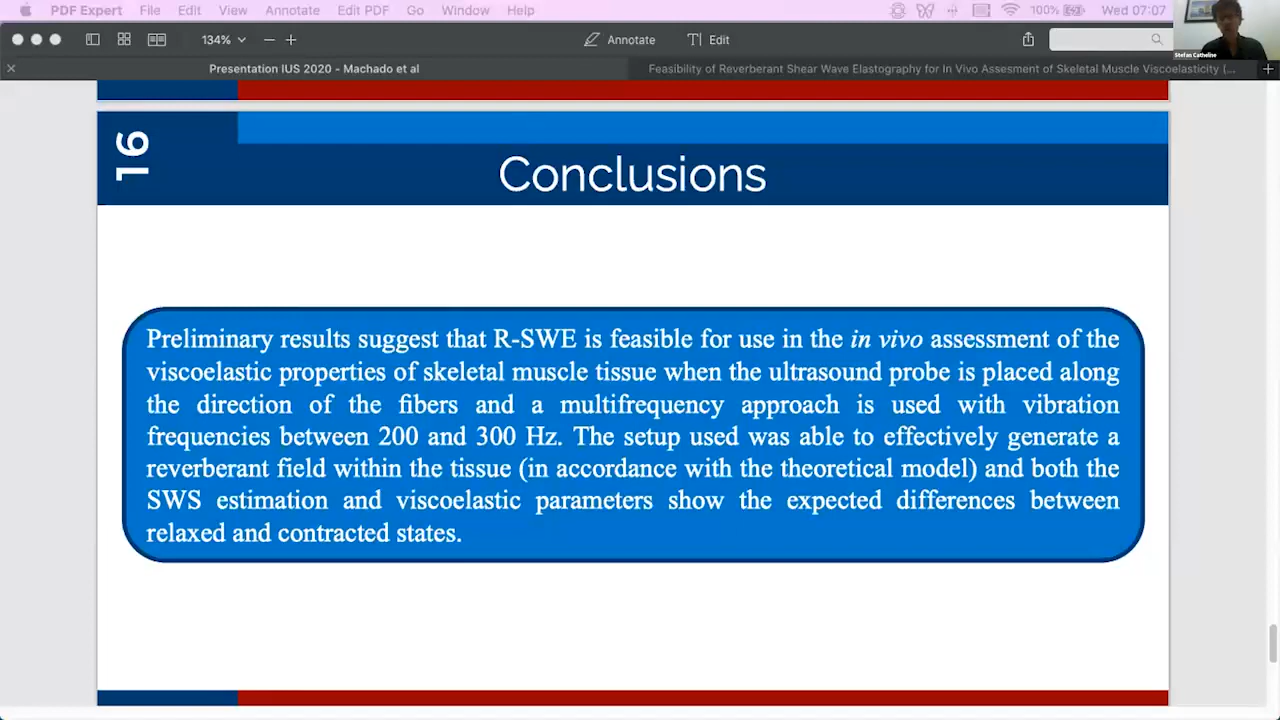 PDF Expert File Edit View Annotate Edit PDF Go Window Help 100% Wed 07:07
134% Annotate Edit
Stefan Catheline
Presentation IUS 2020 - Machado et al Feasibility of Reverberant Shear Wave Elastography for In Vivo Assesment of Skeletal Muscle Viscoelasticity (...
16
Conclusions
Preliminary results suggest that R-SWE is feasible for use in the in vivo assessment of the
viscoelastic properties of skeletal muscle tissue when the ultrasound probe is placed along
the direction of the fibers and a multifrequency approach is used with vibration
frequencies between 200 and 300 Hz. The setup used was able to effectively generate a
reverberant field within the tissue (in accordance with the theoretical model) and both the
SWS estimation and viscoelastic parameters show the expected differences between
relaxed and contracted states.